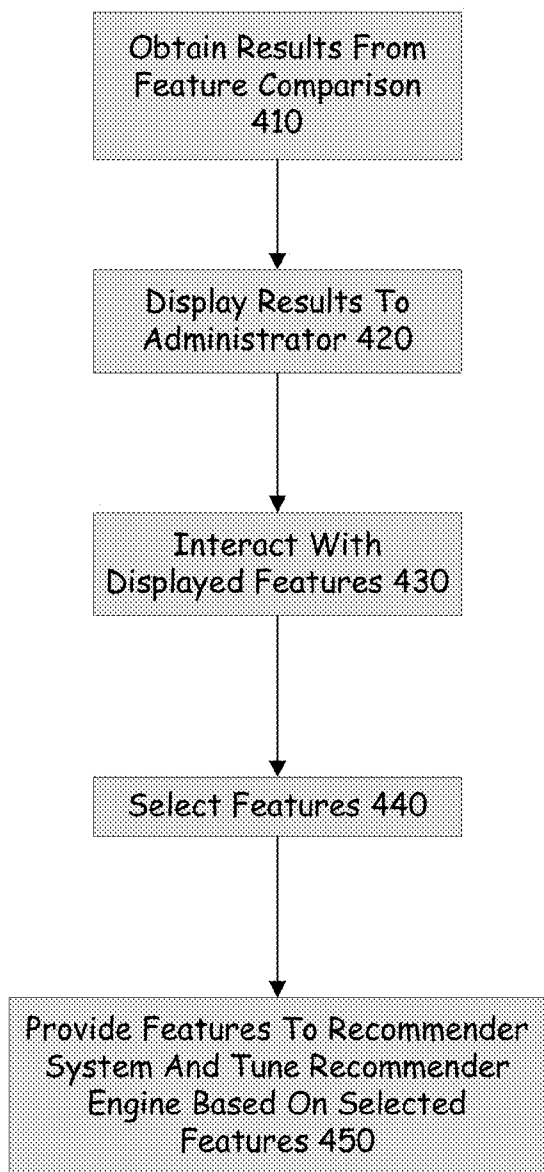 Obtain Results From
Feature Comparison
410
Display Results To
Administrator 420
Interact With
Displayed Features 430
Select Features 440
Provide Features To Recommender
System And Tune Recommender
Engine Based On Selected
Features 450